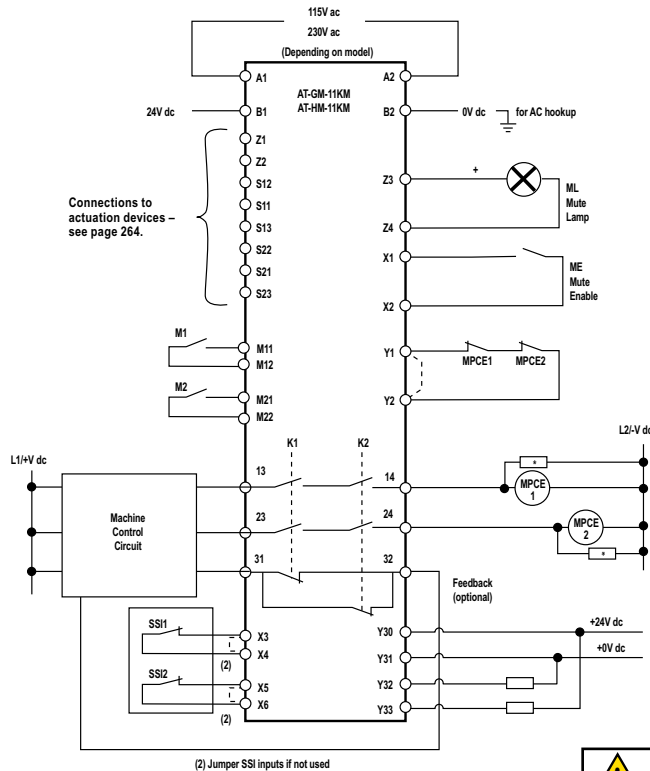 115V ac
230V ac
(Depending on model)
A1
A2
AT-GM-11KM
AT-HM-11KM
24V dc
B1
B2
0V dc
for AC hookup
Z1
Z2
S12
S11
S13
S22
S21
S23
Connections to
actuation devices –
see page 264.
Z3
+
ML
Mute
Lamp
Z4
X1
ME
Mute
Enable
X2
M1
M11
M12
M2
M21
M22
Y1
MPCE1
MPCE2
Y2
L1/+V dc
L2/-V dc
K1
K2
13
14
*
MPCE
1
Machine
Control
Circuit
23
24
MPCE
2
*
31
32
Feedback
(optional)
SSI1
X3
X4
(2)
SSI2
X5
X6
(2)
Y30
+24V dc
Y31
+0V dc
Y32
Y33
(2) Jumper SSI inputs if not used